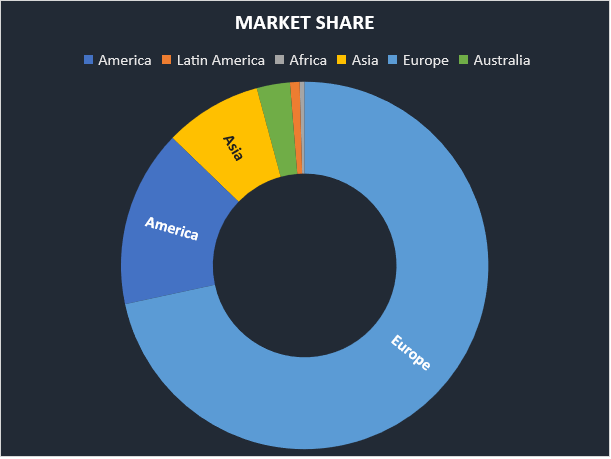 MARKET SHARE
America Latin America Africa Asia Europe Australia
Asia
America
Europe